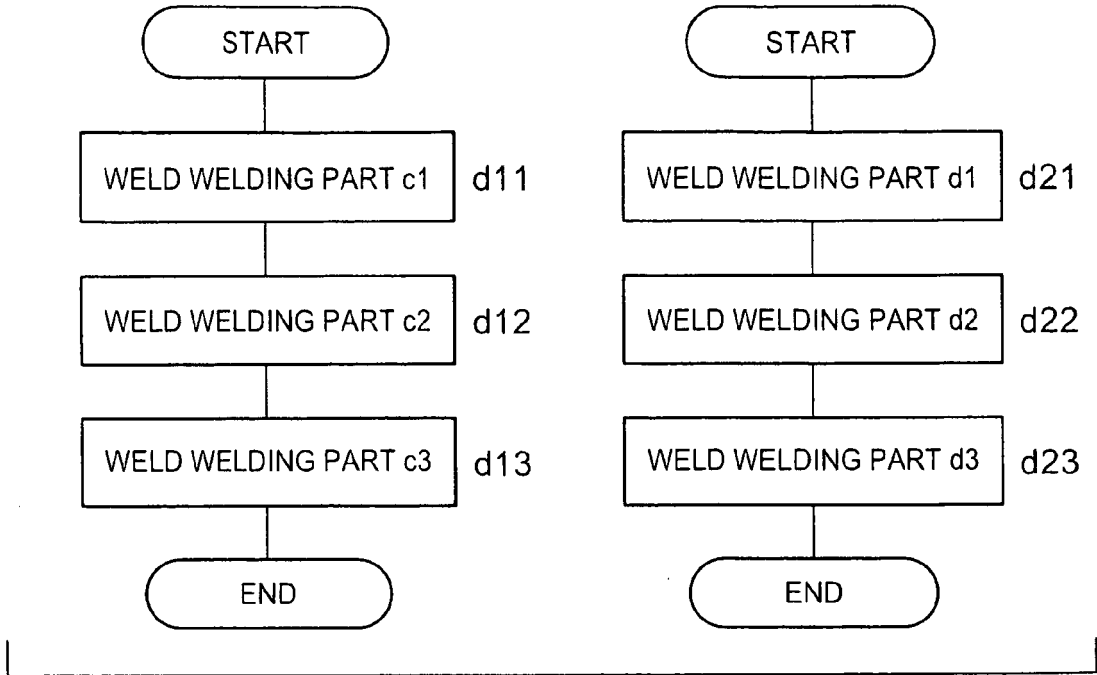 START
WELD WELDING PART c1 d11
WELD WELDING PART c2 d12
WELD WELDING PART c3 d13
END
START
WELD WELDING PART d1 d21
WELD WELDING PART d2 d22
WELD WELDING PART d3 d23
END